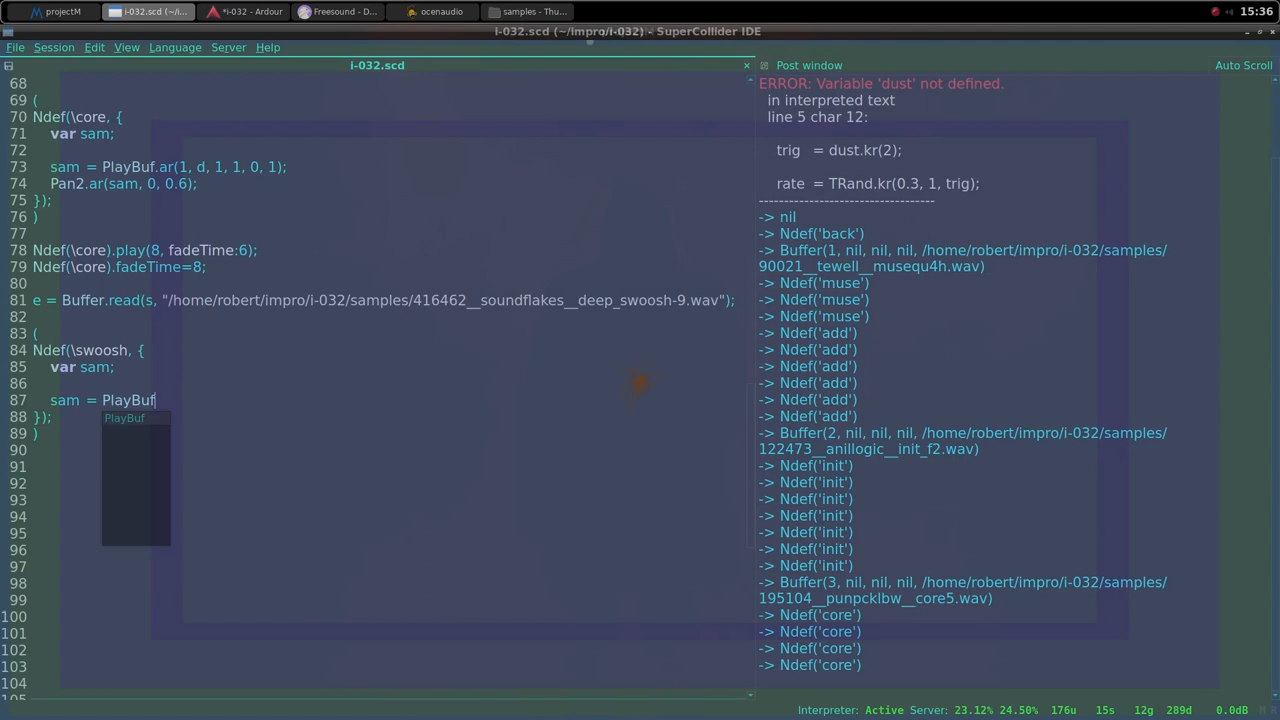 projectM
i-032.scd (~/i...
*i-032 - Ardour
Freesound - D...
ocenaudio
samples - Thu...
15:36
i-032.scd (~/impro/i-032) - SuperCollider IDE
File Session Edit View Language Server Help
i-032.scd
Post window
Auto Scroll
68
69 (
70 Ndef(\core, {
71 var sam;
72
73 sam = PlayBuf.ar(1, d, 1, 1, 0, 1);
74 Pan2.ar(sam, 0, 0.6);
75 });
76 )
77
78 Ndef(\core).play(8, fadeTime:6);
79 Ndef(\core).fadeTime=8;
80
81 e = Buffer.read(s, "/home/robert/impro/i-032/samples/416462__soundflakes__deep_swoosh-9.wav");
82
83 (
84 Ndef(\swoosh, {
85 var sam;
86
87 sam = PlayBuf
PlayBuf
88 });
89 )
90
91
92
93
94
95
96
97
98
99
100
101
102
103
104
ERROR: Variable 'dust' not defined.
in interpreted text
line 5 char 12:
trig = dust.kr(2);
rate = TRand.kr(0.3, 1, trig);
-----------------------------------
-> nil
-> Ndef('back')
-> Buffer(1, nil, nil, nil, /home/robert/impro/i-032/samples/
90021__tewell__musequ4h.wav)
-> Ndef('muse')
-> Ndef('muse')
-> Ndef('muse')
-> Ndef('add')
-> Ndef('add')
-> Ndef('add')
-> Ndef('add')
-> Ndef('add')
-> Ndef('add')
-> Buffer(2, nil, nil, nil, /home/robert/impro/i-032/samples/
122473__anillogic__init_f2.wav)
-> Ndef('init')
-> Ndef('init')
-> Ndef('init')
-> Ndef('init')
-> Ndef('init')
-> Ndef('init')
-> Ndef('init')
-> Buffer(3, nil, nil, nil, /home/robert/impro/i-032/samples/
195104__punpcklbw__core5.wav)
-> Ndef('core')
-> Ndef('core')
-> Ndef('core')
-> Ndef('core')
Interpreter: Active Server: 23.12% 24.50% 176u 15s 12g 289d 0.0dB